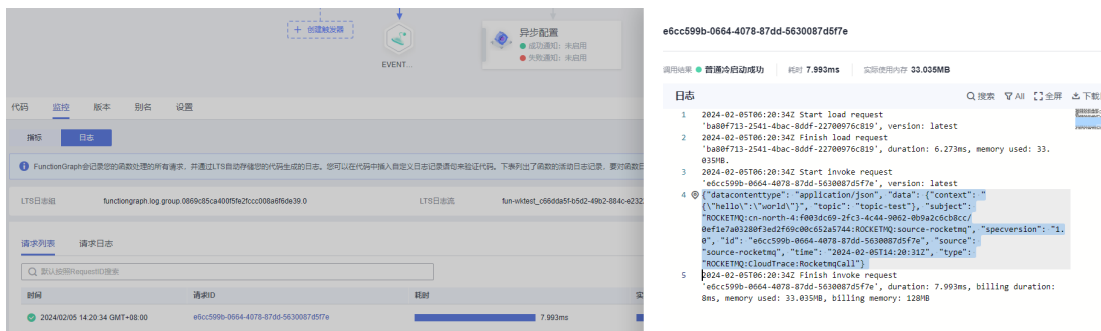 + 创建触发器
EVENT...
异步配置
成功通知：未启用
失败通知：未启用
代码 监控 版本 别名 设置
指标 日志
FunctionGraph会记录您的函数处理的所有请求，并通过LTS自动存储您的代码生成的日志。您可以在代码中插入自定义日志记录语句来验证代码。下表列出了函数的活动日志记录，要对函数日
LTS日志组 functiongraph.log.group.0869c85ca400f5fe2fccc008a6f6de39.0 LTS日志流 fun-wktest_c66dda5f-b5d2-49b2-884c-e232
请求列表 请求日志
默认按照RequestID搜索
时间 请求ID 耗时 实
2024/02/05 14:20:34 GMT+08:00 e6cc599b-0664-4078-87dd-5630087d5f7e 7.993ms
e6cc599b-0664-4078-87dd-5630087d5f7e
调用结果 普通冷启动成功 耗时 7.993ms 实际使用内存 33.035MB
日志 搜索 All 全屏 下载
1 2024-02-05T06:20:34Z Start load request
'ba80f713-2541-4bac-8ddf-22700976c819', version: latest
2 2024-02-05T06:20:34Z Finish load request
'ba80f713-2541-4bac-8ddf-22700976c819', duration: 6.273ms, memory used: 33.
035MB.
3 2024-02-05T06:20:34Z Start invoke request
'e6cc599b-0664-4078-87dd-5630087d5f7e', version: latest
4 {"datacontenttype": "application/json", "data": {"context": "
{\"hello\":\"world\"}", "topic": "topic-test"}, "subject":
"ROCKETMQ:cn-north-4:f003dc69-2fc3-4c44-9062-0b9a2c6cb8cc/
0ef1e7a03280f3ed2f69c00c652a5744:ROCKETMQ:source-rocketmq", "specversion": "1.
0", "id": "e6cc599b-0664-4078-87dd-5630087d5f7e", "source":
"source-rocketmq", "time": "2024-02-05T14:20:31Z", "type":
"ROCKETMQ:CloudTrace:RocketmqCall"}
5 2024-02-05T06:20:34Z Finish invoke request
'e6cc599b-0664-4078-87dd-5630087d5f7e', duration: 7.993ms, billing duration:
8ms, memory used: 33.035MB, billing memory: 128MB